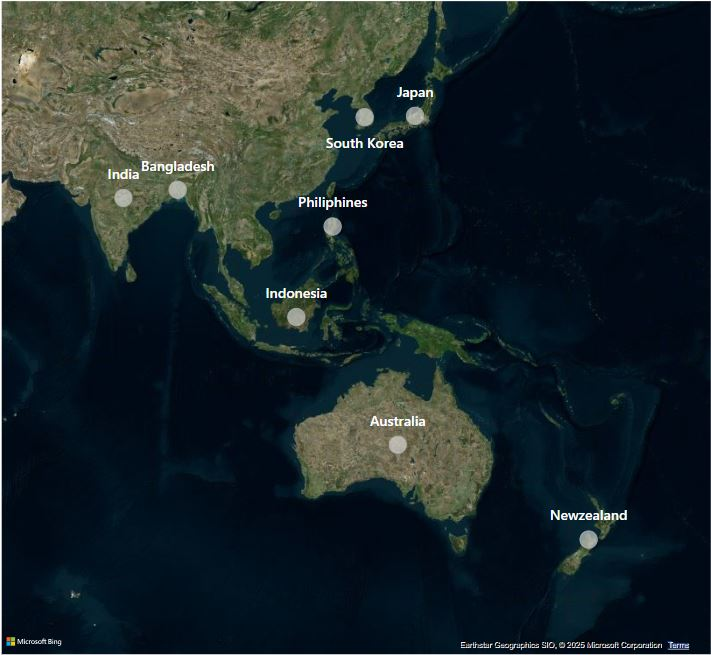 Japan
South Korea
India
Bangladesh
Philiphines
Indonesia
Australia
Newzealand
Microsoft Bing
Earthstar Geographics SIO, © 2025 Microsoft Corporation Terms